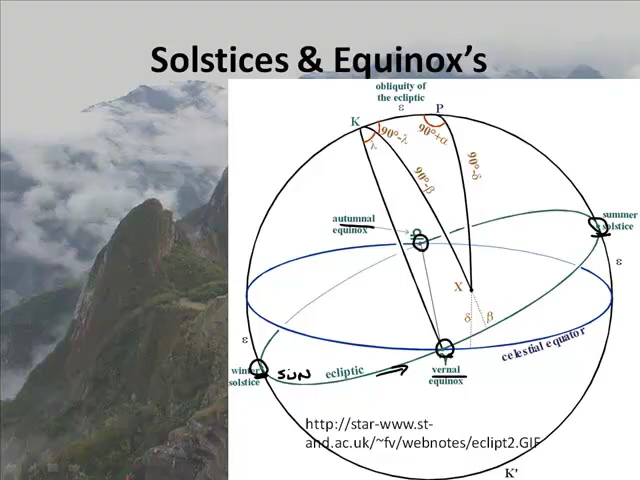 Solstices & Equinox's
obliquity of
the ecliptic
ε
K
P
90°-λ
90°+α
λ
90°-β
90°-δ
autumnal
equinox
summer
solstice
ε
X
δ
β
ε
celestial equator
winter
solstice
SUN
ecliptic
vernal
equinox
http://star-www.st-
and.ac.uk/~fv/webnotes/eclipt2.GIF
K'